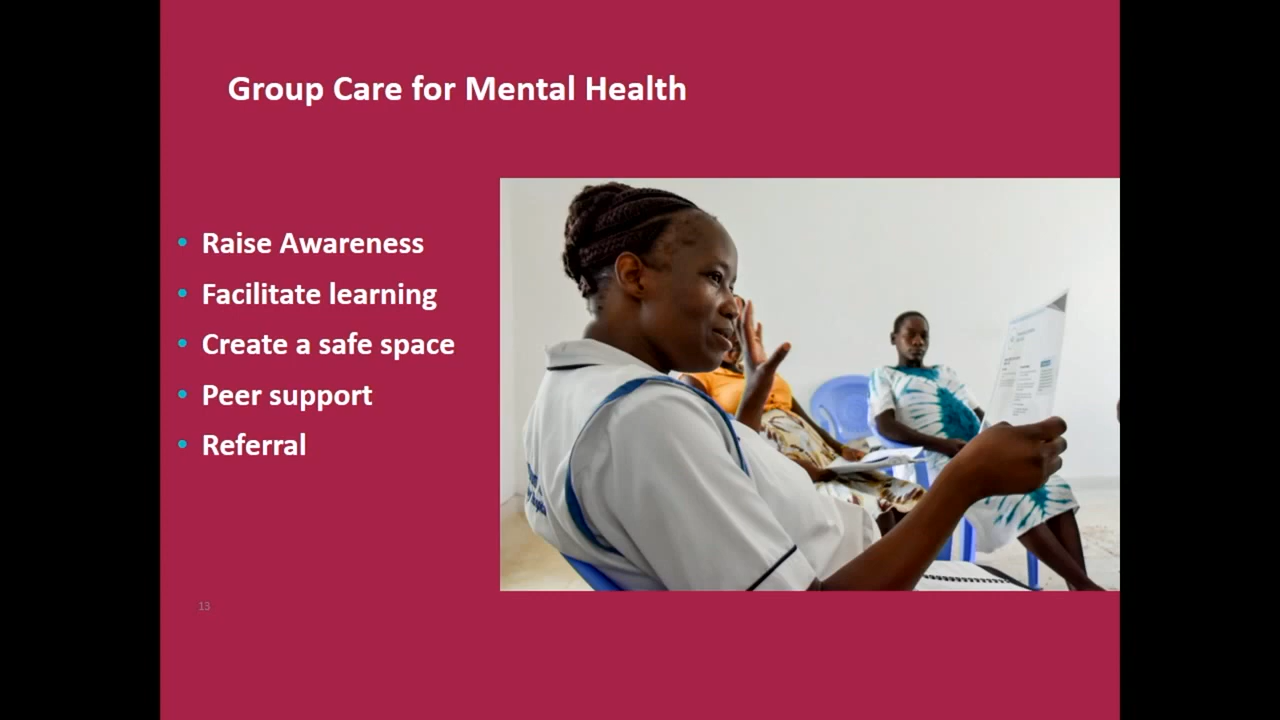 Group Care for Mental Health
• Raise Awareness
• Facilitate learning
• Create a safe space
• Peer support
• Referral
13